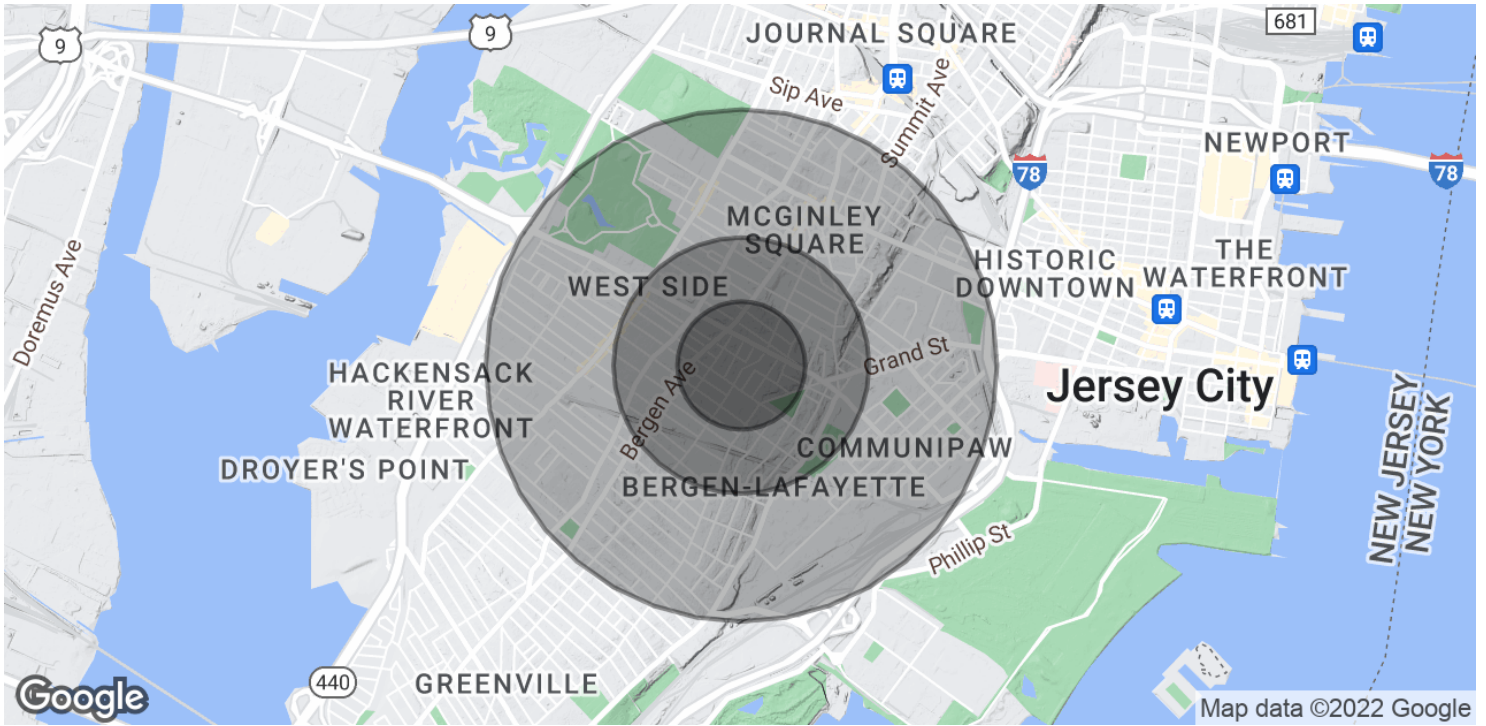 9
9
JOURNAL SQUARE
681
Sip Ave
Summit Ave
NEWPORT
78
78
MCGINLEY
SQUARE
HISTORIC
DOWNTOWN
THE
WATERFRONT
WEST SIDE
Doremus Ave
Grand St
HACKENSACK
RIVER
WATERFRONT
Bergen Ave
Jersey City
NEW JERSEY
NEW YORK
COMMUNIPAW
DROYER'S POINT
BERGEN-LAFAYETTE
Phillip St
440
GREENVILLE
Google
Map data ©2022 Google